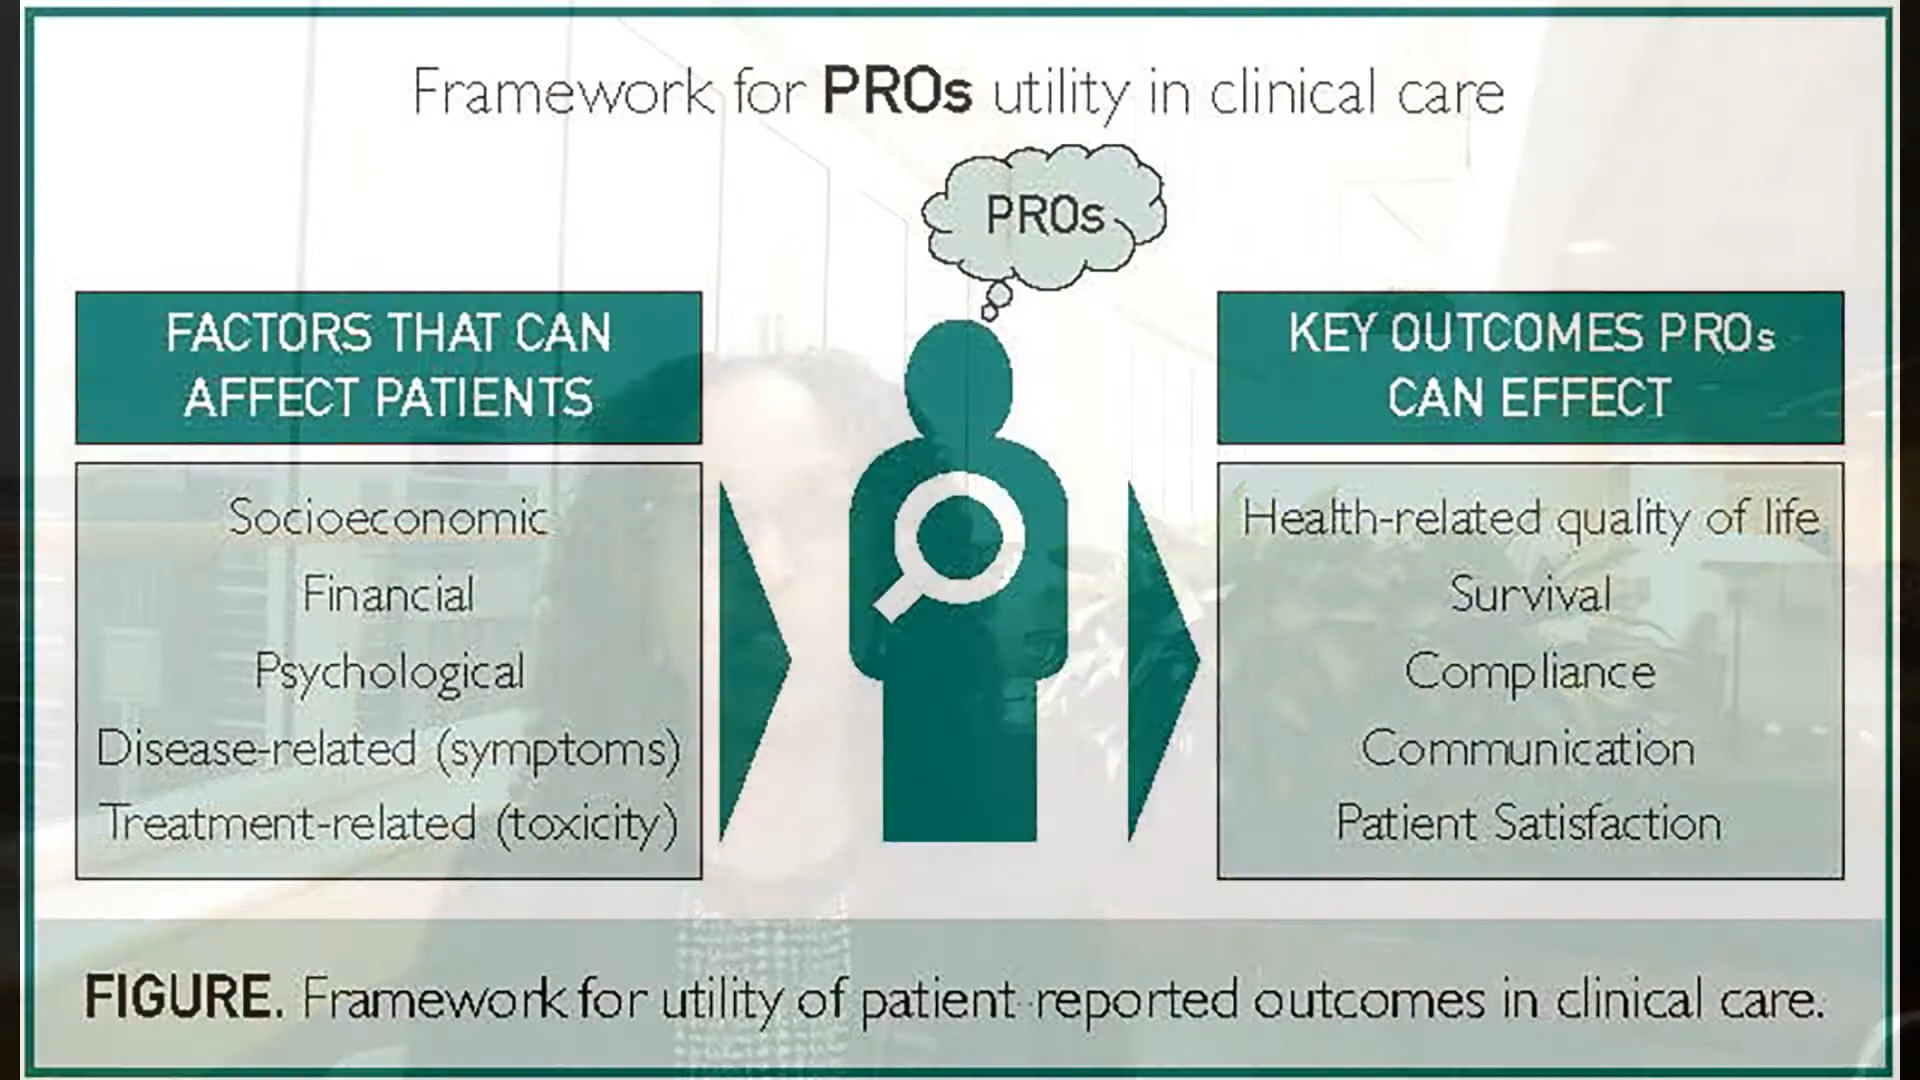 Framework for PROs utility in clinical care
PROs
FACTORS THAT CAN
AFFECT PATIENTS
Socioeconomic
Financial
Psychological
Disease-related (symptoms)
Treatment-related (toxicity)
KEY OUTCOMES PROs
CAN EFFECT
Health-related quality of life
Survival
Compliance
Communication
Patient Satisfaction
FIGURE. Framework for utility of patient-reported outcomes in clinical care.